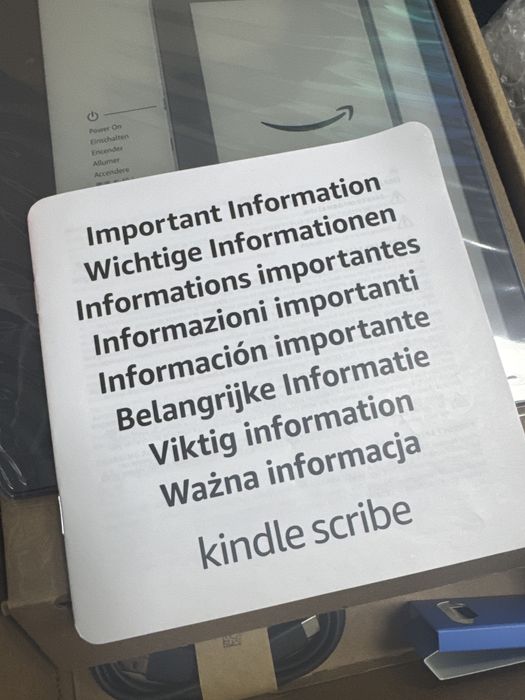 Power On
Einschalten
Encender
Allumer
Accendere
Important Information
Wichtige Informationen
Informations importantes
Informazioni importanti
Información importante
Belangrijke Informatie
Viktig information
Ważna informacja
kindle scribe